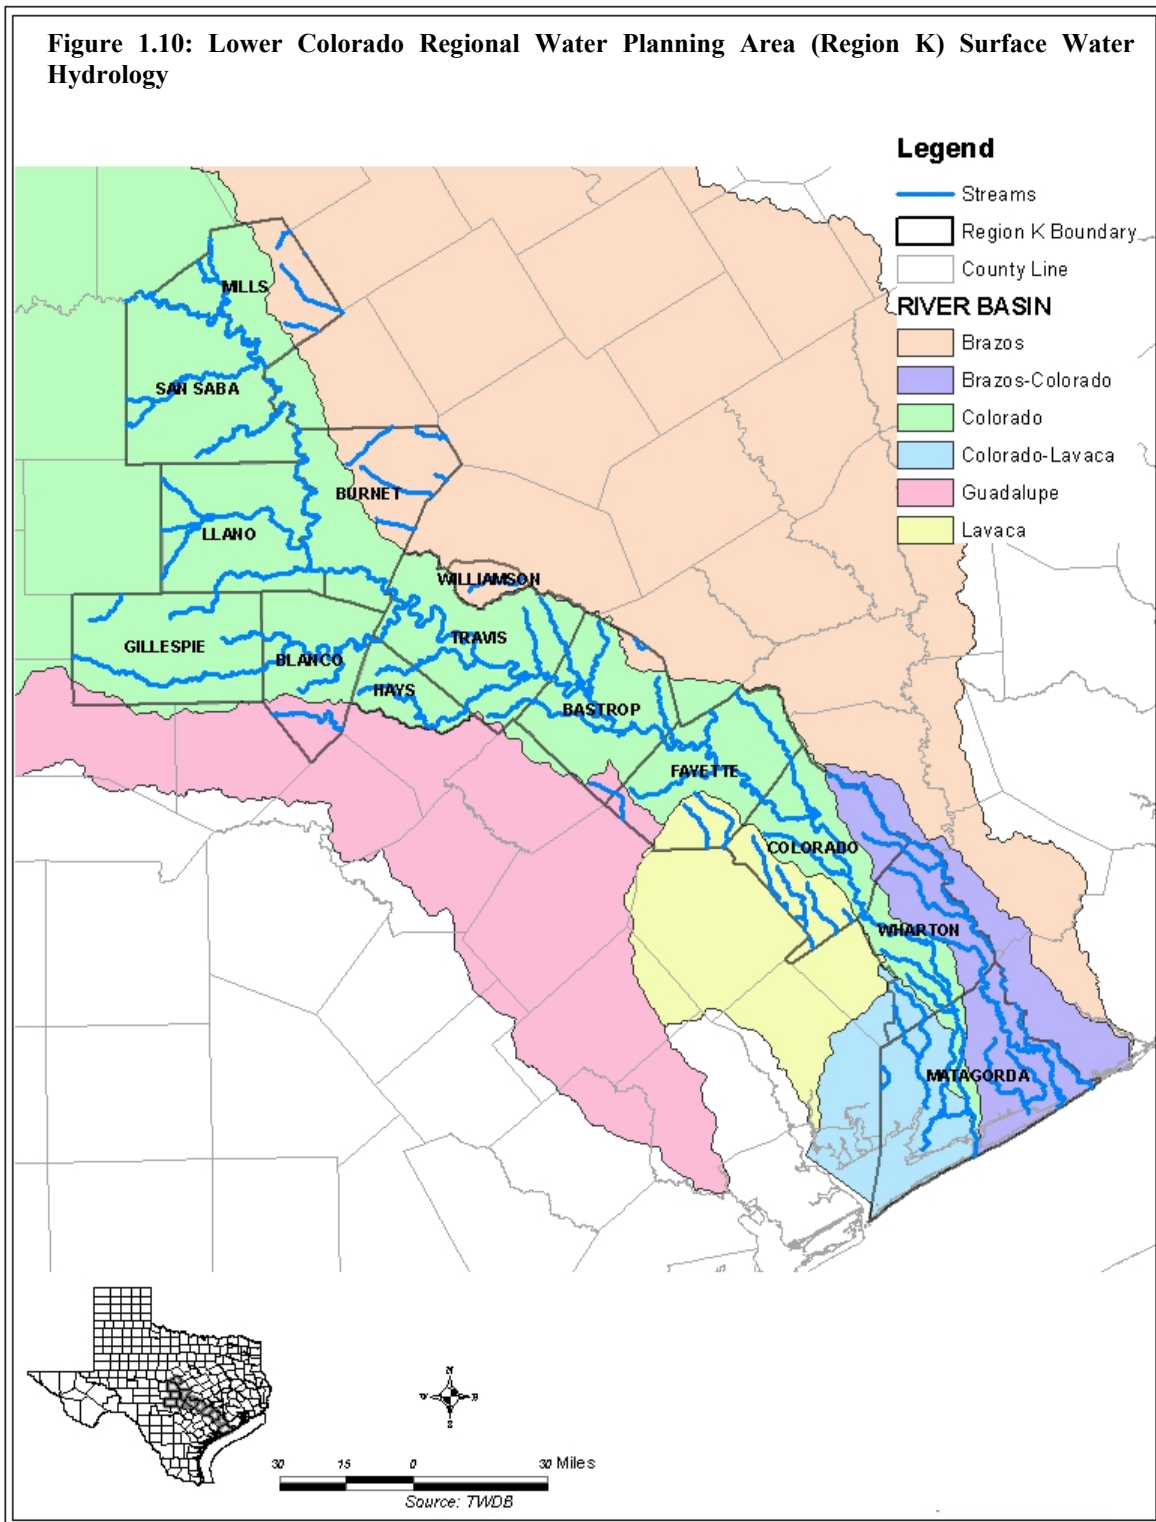 Figure 1.10: Lower Colorado Regional Water Planning Area (Region K) Surface Water
Hydrology
Legend
Streams
Region K Boundary
County Line
RIVER BASIN
Brazos
Brazos-Colorado
Colorado
Colorado-Lavaca
Guadalupe
Lavaca
MILLS
SAN SABA
BURNET
LLANO
WILLIAMSON
TRAVIS
GILLESPIE
BLANCO
HAYS
BASTROP
FAYETTE
COLORADO
WHARTON
MATAGORDA
N
W E
S
30 15 0 30 Miles
Source: TWDB